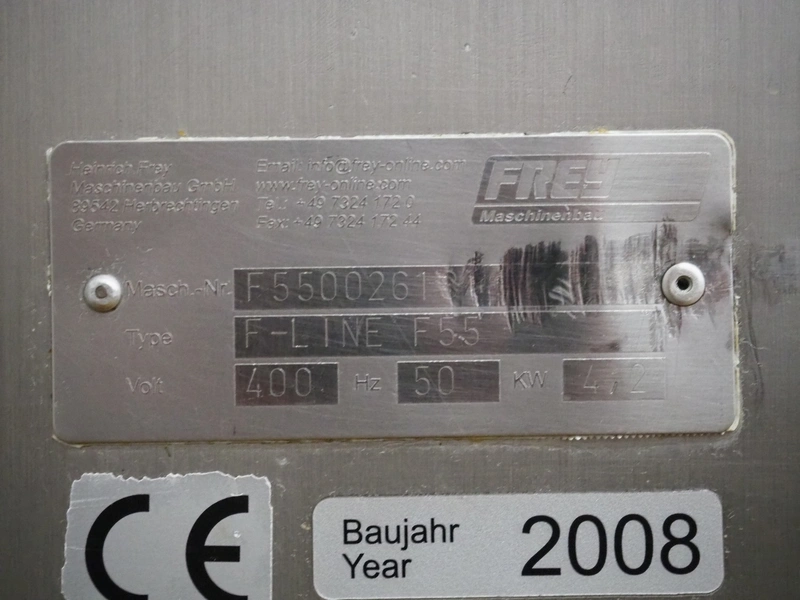 Heinrich Frey
Maschinenbau GmbH
89542 Herbrechtingen
Germany
Email: info@frey-online.com
www.frey-online.com
Tel.: +49 7324 172 0
Fax: +49 7324 172 44
FREY
Maschinenbau
Masch.-Nr.
Type F-LINE F55
Volt 400 Hz 50 KW 4,2
CE
Baujahr
Year 2008